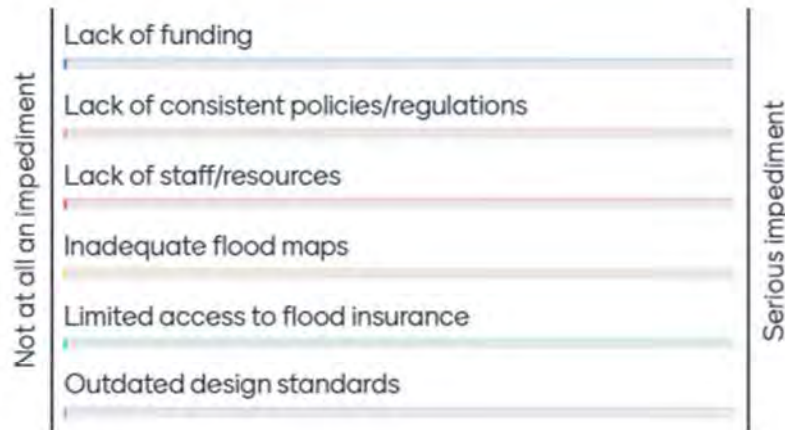 Not at all an impediment
Lack of funding
Lack of consistent policies/regulations
Lack of staff/resources
Inadequate flood maps
Limited access to flood insurance
Outdated design standards
Serious impediment